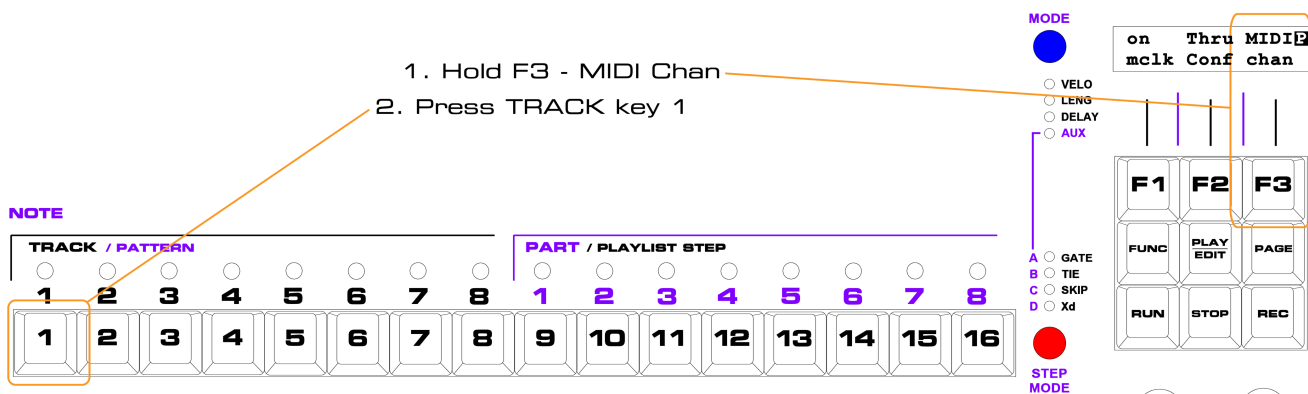 MODE
on Thru MIDIP
mclk Conf chan
1. Hold F3 - MIDI Chan
2. Press TRACK key 1
VELO
LENG
DELAY
AUX
F1 F2 F3
NOTE
TRACK / PATTERN PART / PLAYLIST STEP
FUNC PLAY EDIT PAGE
A GATE
B TIE
C SKIP
D Xd
1 2 3 4 5 6 7 8 1 2 3 4 5 6 7 8
1 2 3 4 5 6 7 8 9 10 11 12 13 14 15 16
RUN STOP REC
STEP
MODE